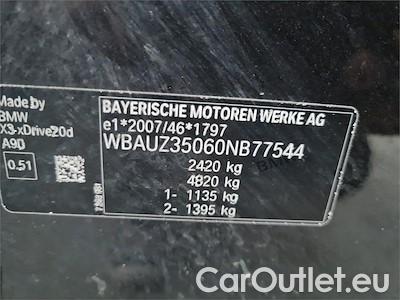 Made by
BMW
X3-xDrive20d
A90
0.51
BAYERISCHE MOTOREN WERKE AG
e1*2007/46*1797
WBAUZ35060NB77544
2420 kg
4820 kg
1- 1135 kg
2- 1395 kg
CarOutlet.eu